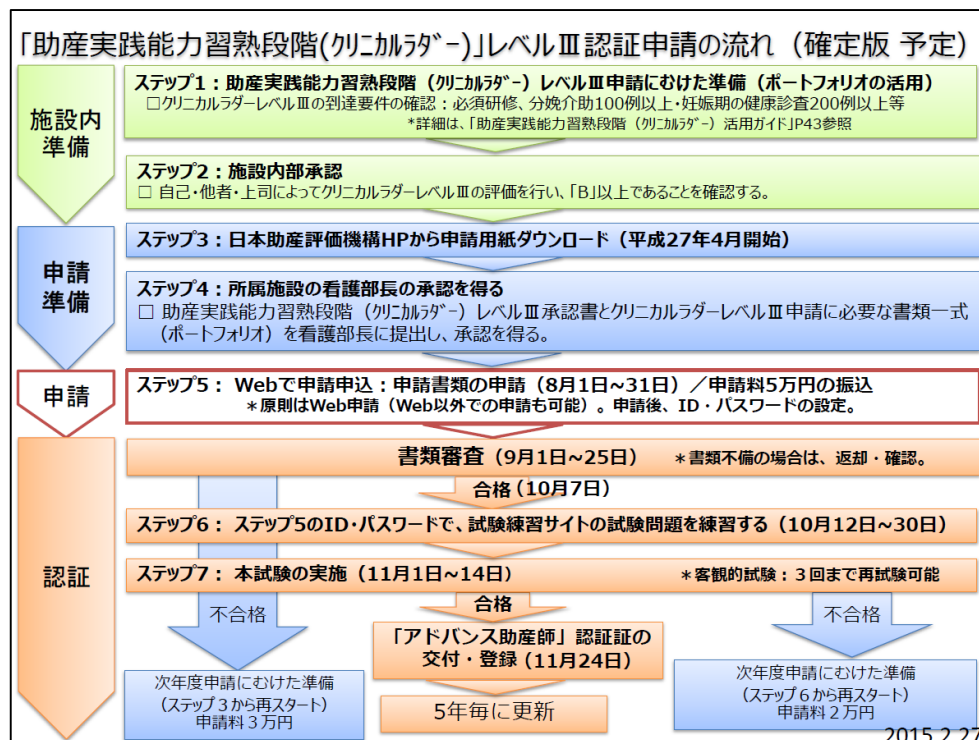 「助産実践能力習熟段階(ｸﾘﾆｶﾙﾗﾀﾞｰ)」レベルⅢ認証申請の流れ（確定版 予定）
施設内
準備
ステップ1：助産実践能力習熟段階（ｸﾘﾆｶﾙﾗﾀﾞｰ）レベルⅢ申請にむけた準備（ポートフォリオの活用）
□クリニカルラダーレベルⅢの到達要件の確認：必須研修、分娩介助100例以上・妊娠期の健康診査200例以上等
*詳細は、「助産実践能力習熟段階（ｸﾘﾆｶﾙﾗﾀﾞｰ）活用ガイド」P43参照
ステップ2：施設内部承認
□ 自己・他者・上司によってクリニカルラダーレベルⅢの評価を行い、「B」以上であることを確認する。
申請
準備
ステップ3：日本助産評価機構HPから申請用紙ダウンロード（平成27年4月開始）
ステップ4：所属施設の看護部長の承認を得る
□ 助産実践能力習熟段階（ｸﾘﾆｶﾙﾗﾀﾞｰ）レベルⅢ承認書とクリニカルラダーレベルⅢ申請に必要な書類一式
（ポートフォリオ）を看護部長に提出し、承認を得る。
申請
ステップ5： Webで申請申込：申請書類の申請（8月1日~31日）／申請料5万円の振込
＊原則はWeb申請（Web以外での申請も可能）。申請後、ID・パスワードの設定。
認証
書類審査（9月1日~25日） ＊書類不備の場合は、返却・確認。
合格(10月7日)
ステップ6： ステップ5のID・パスワードで、試験練習サイトの試験問題を練習する（10月12日~30日）
ステップ7：本試験の実施（11月1日~14日） ＊客観的試験：３回まで再試験可能
不合格
合格
不合格
「アドバンス助産師」認証証の
交付・登録(11月24日)
次年度申請にむけた準備
（ステップ３から再スタート）
申請料３万円
5年毎に更新
次年度申請にむけた準備
（ステップ６から再スタート）
申請料２万円
2015.2.27